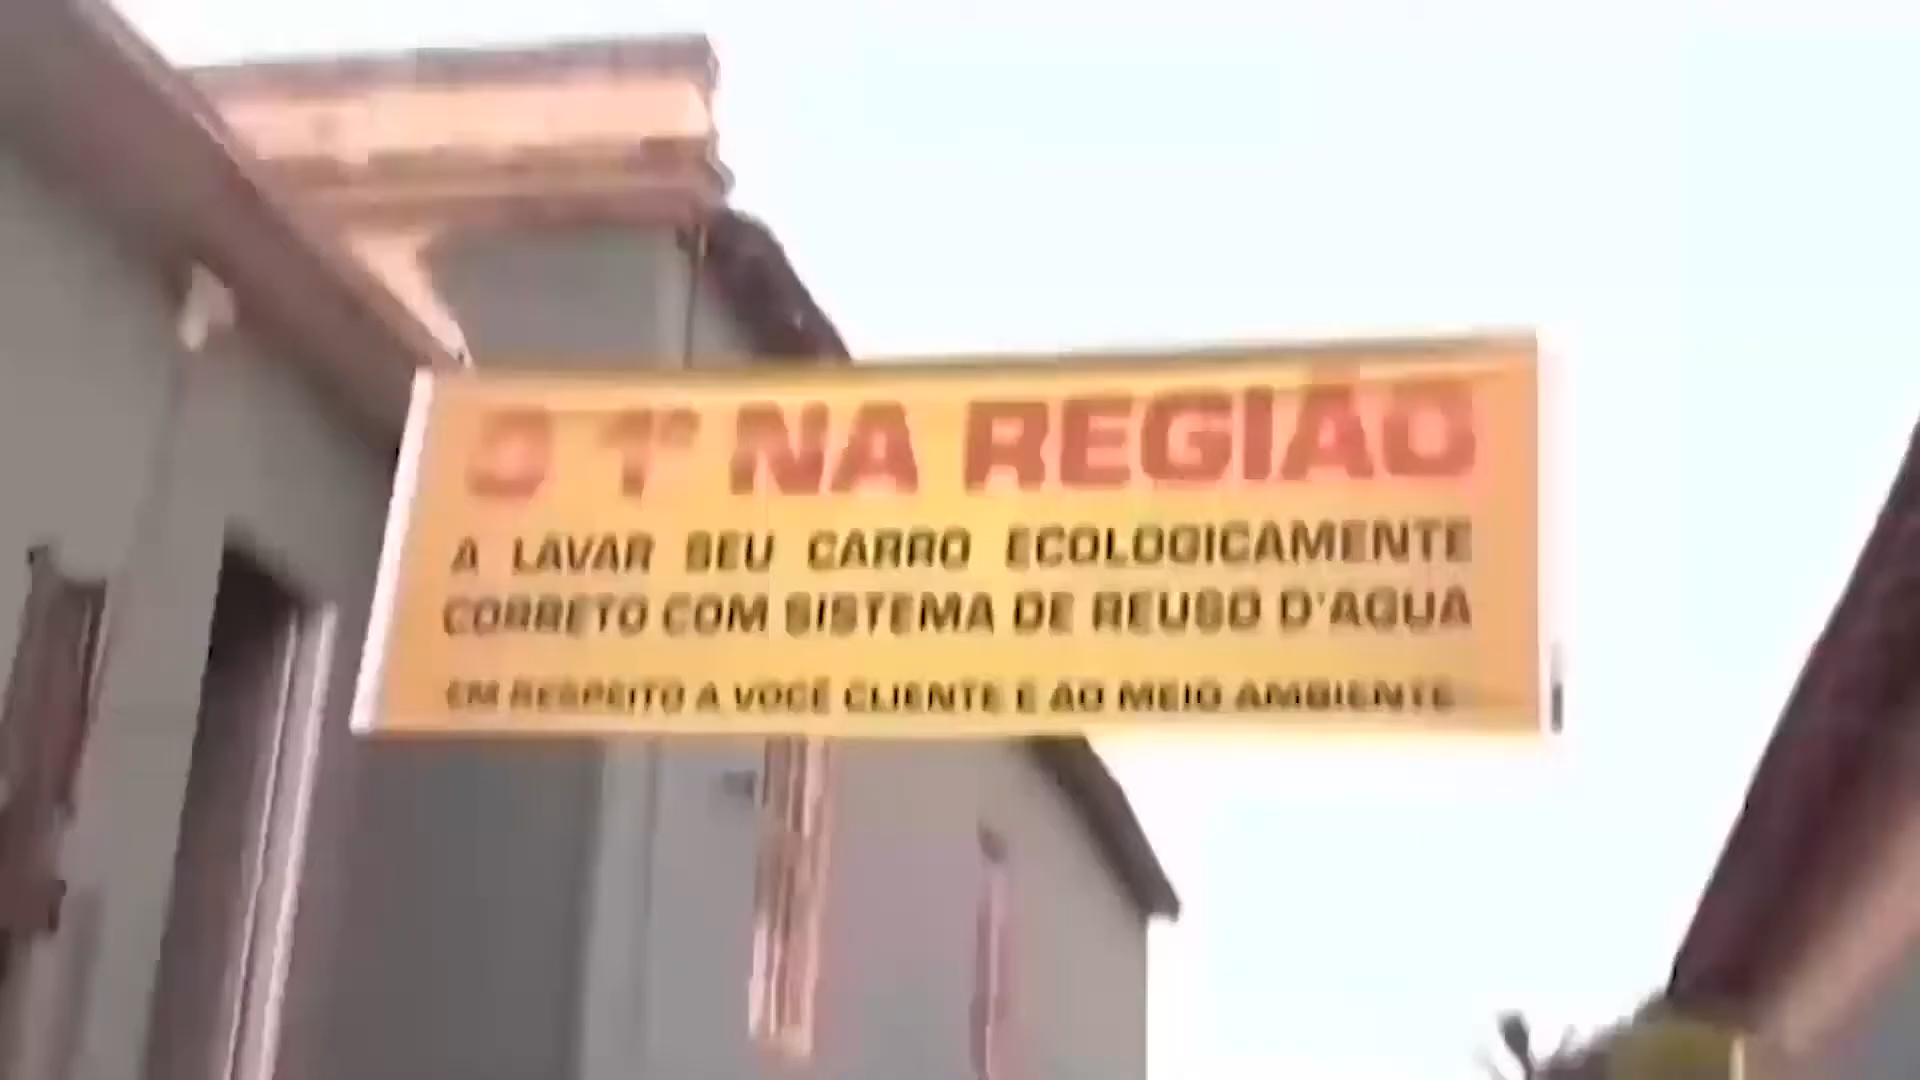 O 1º NA REGIÃO
A LAVAR SEU CARRO ECOLOGICAMENTE
CORRETO COM SISTEMA DE REUSO D'AGUA
EM RESPEITO A VOCÊ CLIENTE E AO MEIO AMBIENTE